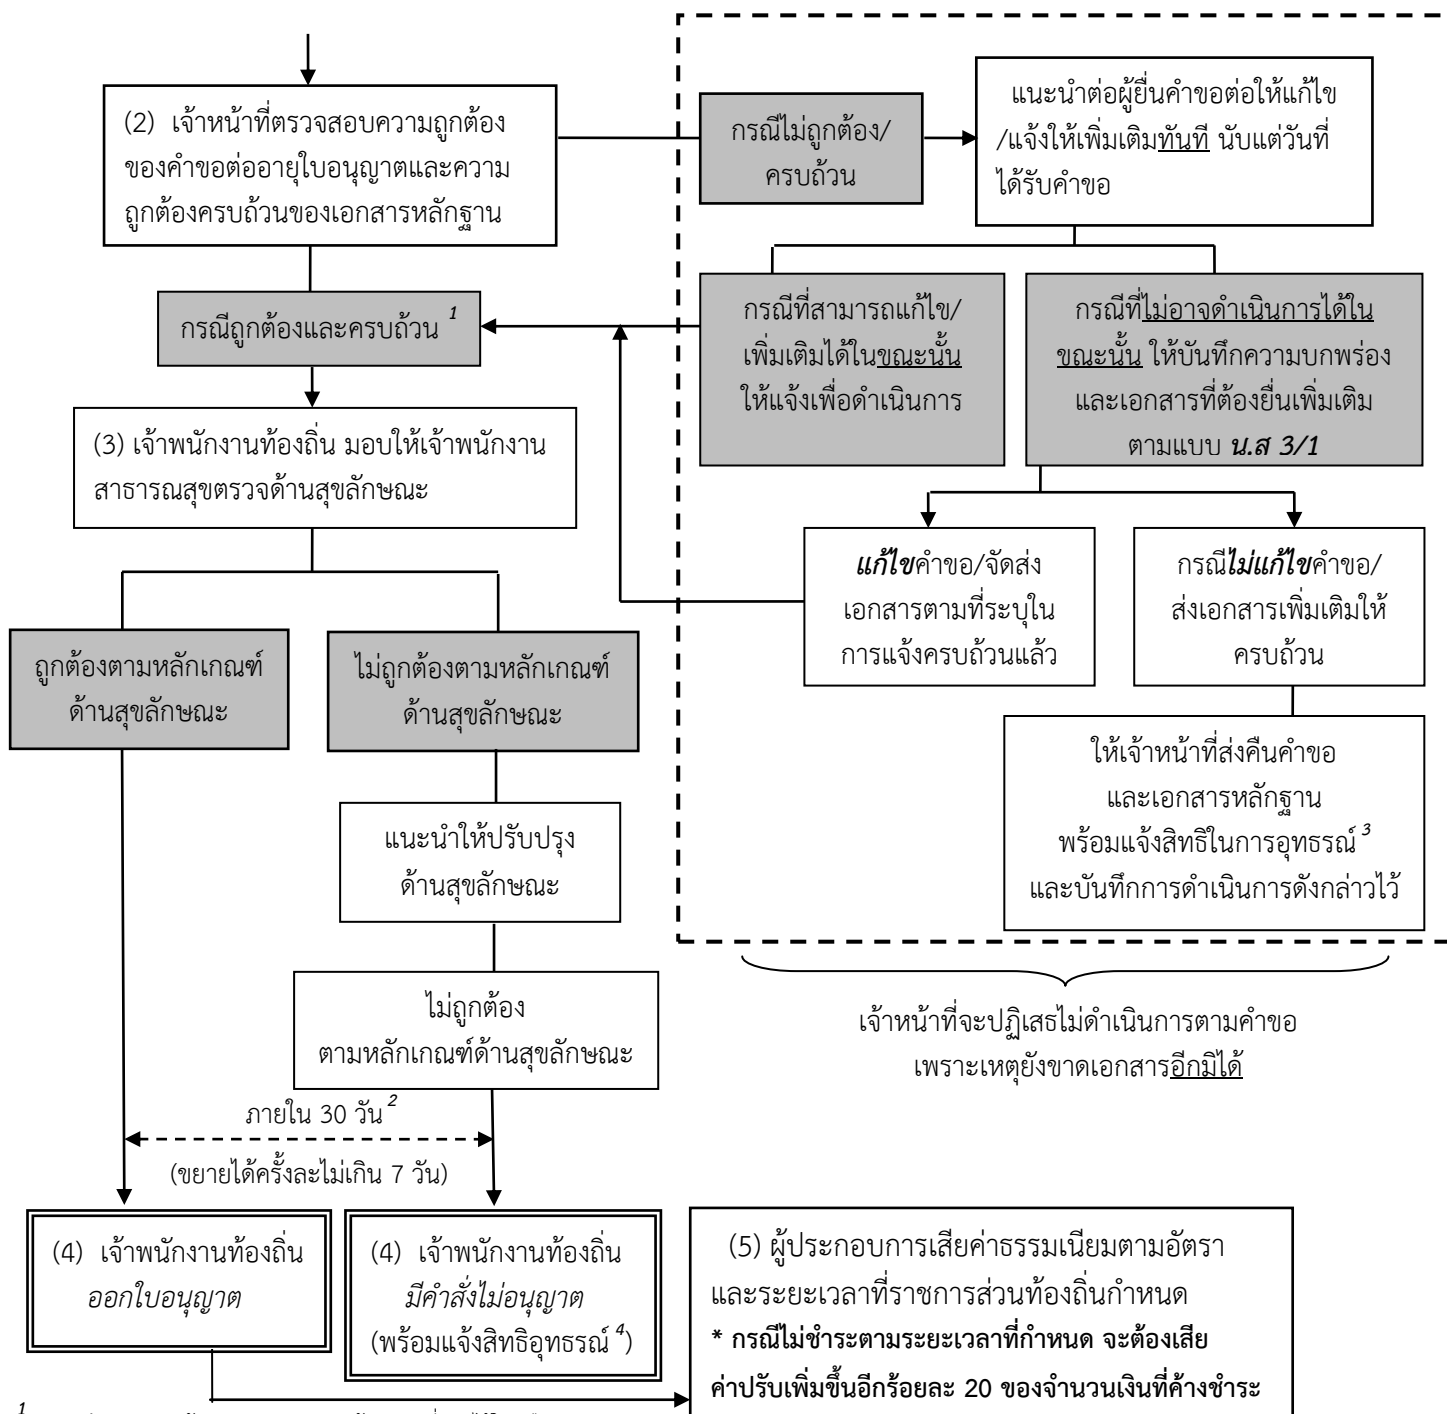 (2) เจ้าหน้าที่ตรวจสอบความถูกต้อง
ของคำขอต่ออายุใบอนุญาตและความ
ถูกต้องครบถ้วนของเอกสารหลักฐาน
กรณีไม่ถูกต้อง/
ครบถ้วน
แนะนำต่อผู้ยื่นคำขอต่อให้แก้ไข
/แจ้งให้เพิ่มเติมทันที นับแต่วันที่
ได้รับคำขอ
กรณีถูกต้องและครบถ้วน 1
กรณีที่สามารถแก้ไข/
เพิ่มเติมได้ในขณะนั้น
ให้แจ้งเพื่อดำเนินการ
กรณีที่ไม่อาจดำเนินการได้ใน
ขณะนั้น ให้บันทึกความบกพร่อง
และเอกสารที่ต้องยื่นเพิ่มเติม
ตามแบบ น.ส 3/1
(3) เจ้าพนักงานท้องถิ่น มอบให้เจ้าพนักงาน
สาธารณสุขตรวจด้านสุขลักษณะ
แก้ไขคำขอ/จัดส่ง
เอกสารตามที่ระบุใน
การแจ้งครบถ้วนแล้ว
กรณีไม่แก้ไขคำขอ/
ส่งเอกสารเพิ่มเติมให้
ครบถ้วน
ถูกต้องตามหลักเกณฑ์
ด้านสุขลักษณะ
ไม่ถูกต้องตามหลักเกณฑ์
ด้านสุขลักษณะ
ให้เจ้าหน้าที่ส่งคืนคำขอ
และเอกสารหลักฐาน
พร้อมแจ้งสิทธิในการอุทธรณ์ 3
และบันทึกการดำเนินการดังกล่าวไว้
แนะนำให้ปรับปรุง
ด้านสุขลักษณะ
ไม่ถูกต้อง
ตามหลักเกณฑ์ด้านสุขลักษณะ
เจ้าหน้าที่จะปฏิเสธไม่ดำเนินการตามคำขอ
เพราะเหตุยังขาดเอกสารอีกมิได้
ภายใน 30 วัน 2
(ขยายได้ครั้งละไม่เกิน 7 วัน)
(4) เจ้าพนักงานท้องถิ่น
ออกใบอนุญาต
(4) เจ้าพนักงานท้องถิ่น
มีคำสั่งไม่อนุญาต
(พร้อมแจ้งสิทธิอุทธรณ์ 4)
(5) ผู้ประกอบการเสียค่าธรรมเนียมตามอัตรา
และระยะเวลาที่ราชการส่วนท้องถิ่นกำหนด
* กรณีไม่ชำระตามระยะเวลาที่กำหนด จะต้องเสีย
ค่าปรับเพิ่มขึ้นอีกร้อยละ 20 ของจำนวนเงินที่ค้างชำระ
1